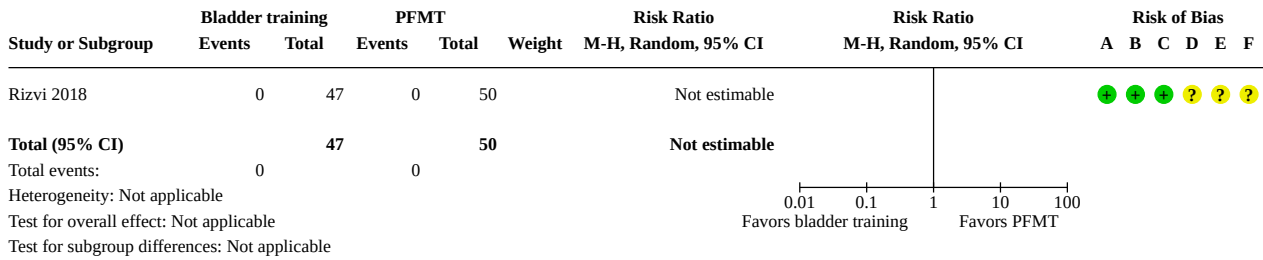 Bladder training PFMT Risk Ratio Risk Ratio Risk of Bias
Study or Subgroup Events Total Events Total Weight M-H, Random, 95% CI M-H, Random, 95% CI A B C D E F
Rizvi 2018 0 47 0 50 Not estimable + + + ? ? ?
Total (95% CI) 47 50 Not estimable
Total events: 0 0
Heterogeneity: Not applicable
0.01 0.1 1 10 100
Test for overall effect: Not applicable Favors bladder training Favors PFMT
Test for subgroup differences: Not applicable